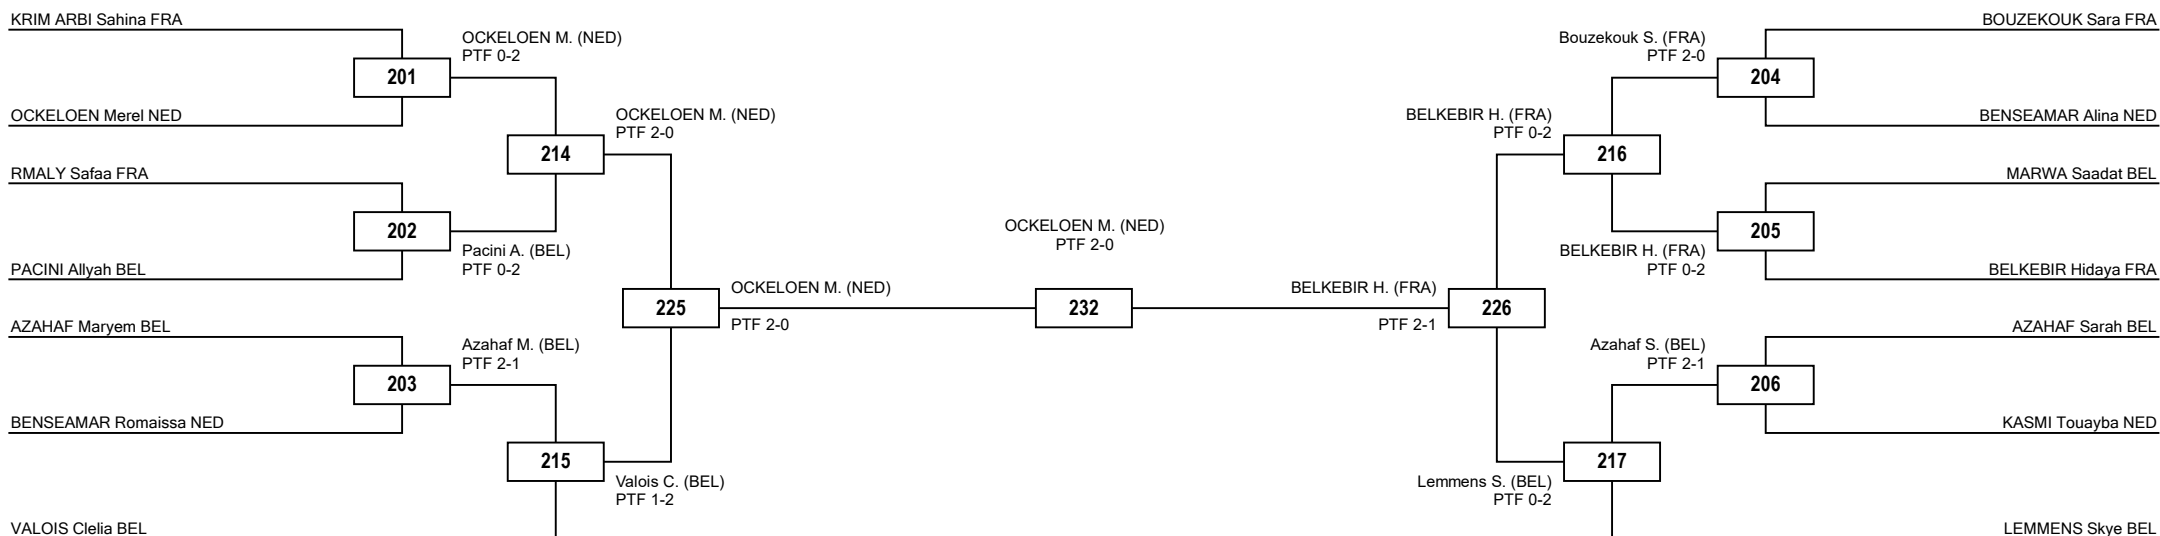 KRIM ARBI Sahina FRA
OCKELOEN M. (NED)
PTF 0-2
201
OCKELOEN Merel NED
OCKELOEN M. (NED)
PTF 2-0
214
RMALY Safaa FRA
202
Pacini A. (BEL)
PTF 0-2
PACINI Allyah BEL
225
OCKELOEN M. (NED)
PTF 2-0
AZAHAF Maryem BEL
Azahaf M. (BEL)
PTF 2-1
203
BENSEAMAR Romaissa NED
215
Valois C. (BEL)
PTF 1-2
VALOIS Clelia BEL
OCKELOEN M. (NED)
PTF 2-0
232
BOUZEKOUK Sara FRA
Bouzekouk S. (FRA)
PTF 2-0
204
BENSEAMAR Alina NED
BELKEBIR H. (FRA)
PTF 0-2
216
MARWA Saadat BEL
205
BELKEBIR H. (FRA)
PTF 0-2
BELKEBIR Hidaya FRA
BELKEBIR H. (FRA)
PTF 2-1
226
AZAHAF Sarah BEL
Azahaf S. (BEL)
PTF 2-1
206
KASMI Touayba NED
217
Lemmens S. (BEL)
PTF 0-2
LEMMENS Skye BEL